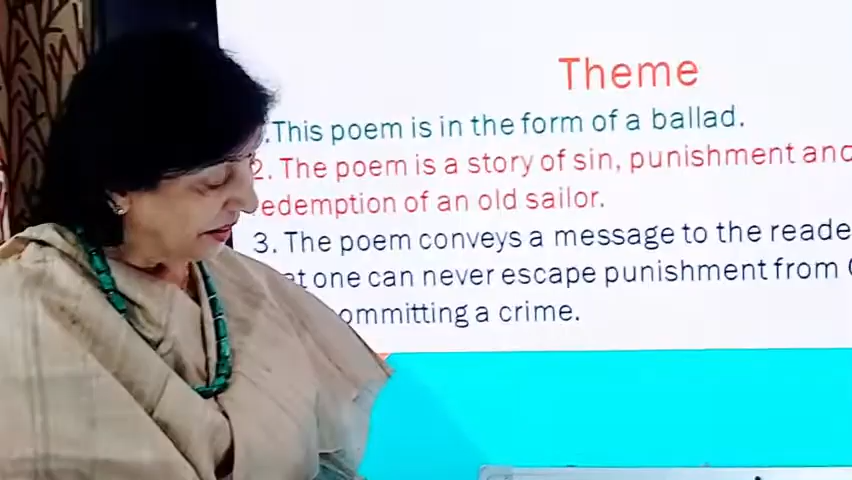 Theme
.This poem is in the form of a ballad.
2. The poem is a story of sin, punishment and
redemption of an old sailor.
3. The poem conveys a message to the reade
at one can never escape punishment from
ommitting a crime.